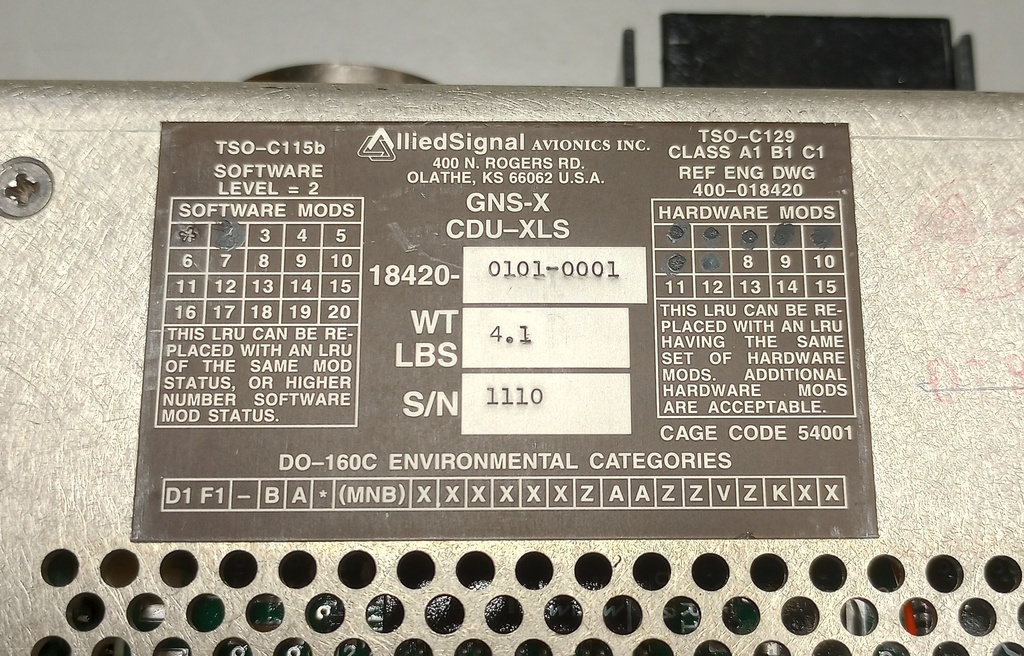 TSO-C115b
SOFTWARE
LEVEL = 2
SOFTWARE MODS
3 4 5
6 7 8 9 10
11 12 13 14 15
16 17 18 19 20
THIS LRU CAN BE RE-
PLACED WITH AN LRU
OF THE SAME MOD
STATUS, OR HIGHER
NUMBER SOFTWARE
MOD STATUS.
AlliedSignal AVIONICS INC.
400 N. ROGERS RD.
OLATHE, KS 66062 U.S.A.
GNS-X
CDU-XLS
18420- 0101-0001
WT
LBS 4.1
S/N 1110
TSO-C129
CLASS A1 B1 C1
REF ENG DWG
400-018420
HARDWARE MODS
8 9 10
11 12 13 14 15
THIS LRU CAN BE RE-
PLACED WITH AN LRU
HAVING THE SAME
SET OF HARDWARE
MODS. ADDITIONAL
HARDWARE MODS
ARE ACCEPTABLE.
CAGE CODE 54001
DO-160C ENVIRONMENTAL CATEGORIES
D1 F1 - B A * (MNB) X X X X X X Z A A Z Z V Z K X X